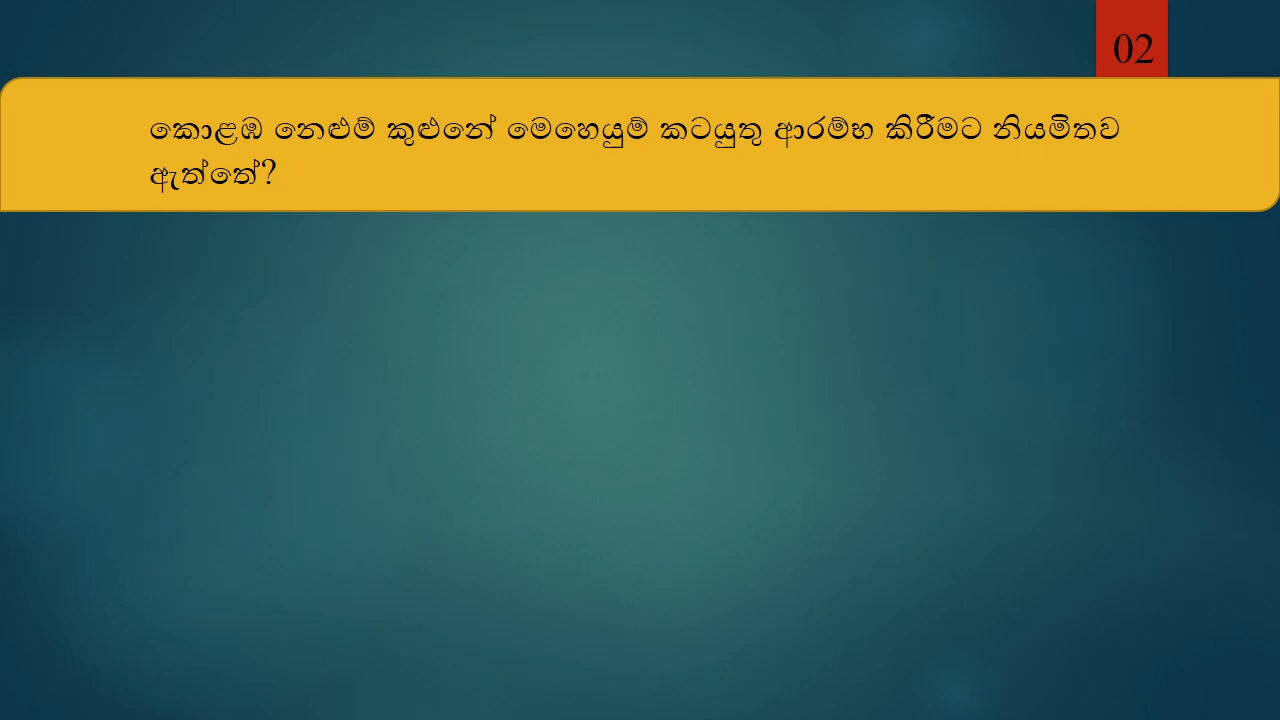 02
කොළඹ නෙළුම් කුළුනේ මෙහෙයුම් කටයුතු ආරම්භ කිරීමට නියමිතව
ඇත්තේ?